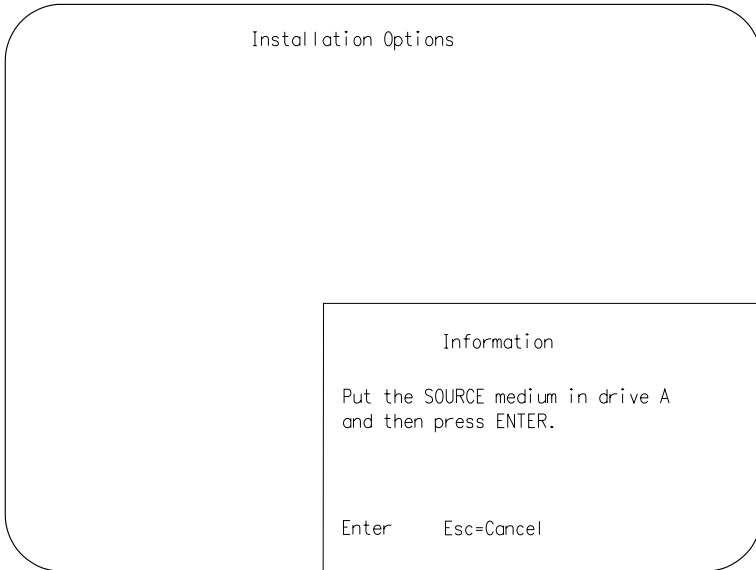 Installation Options
Information
Put the SOURCE medium in drive A
and then press ENTER.
Enter Esc=Cancel